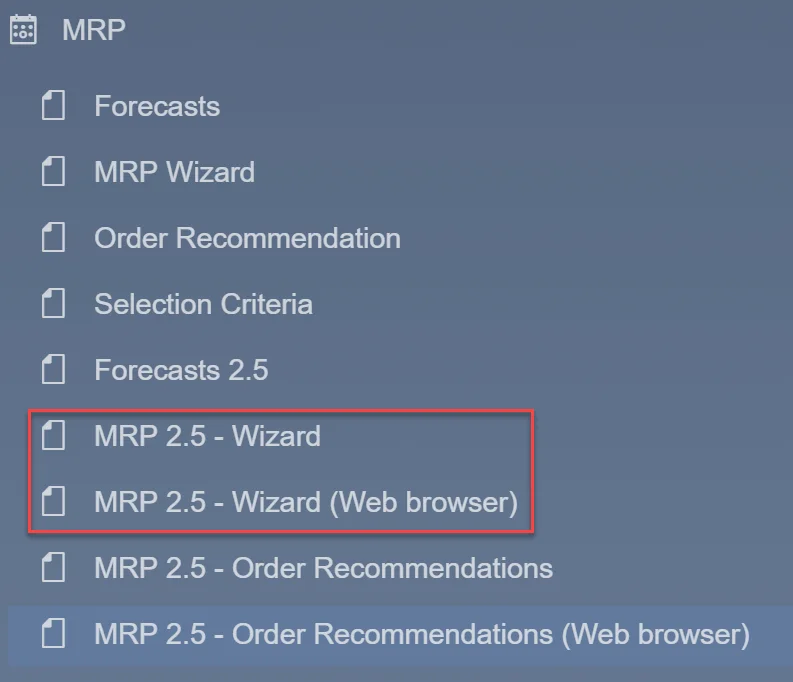 MRP
Forecasts
MRP Wizard
Order Recommendation
Selection Criteria
Forecasts 2.5
MRP 2.5 - Wizard
MRP 2.5 - Wizard (Web browser)
MRP 2.5 - Order Recommendations
MRP 2.5 - Order Recommendations (Web browser)